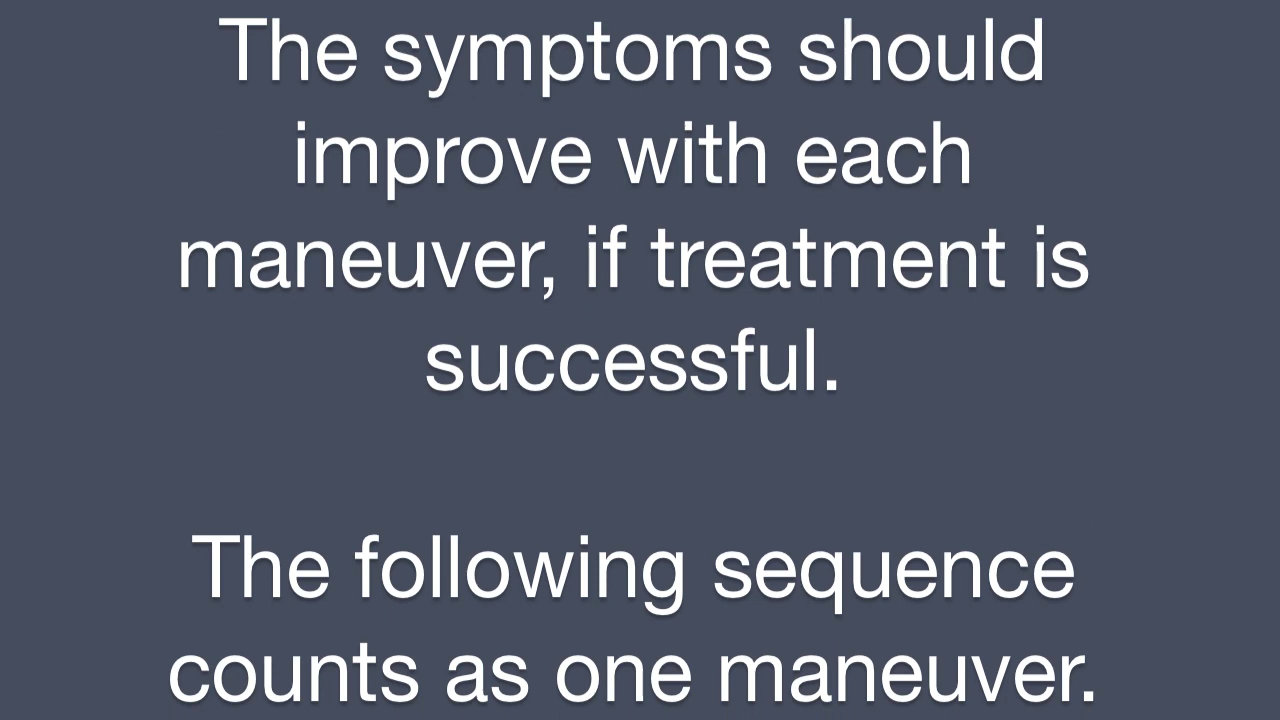 The symptoms should
improve with each
maneuver, if treatment is
successful.
The following sequence
counts as one maneuver.